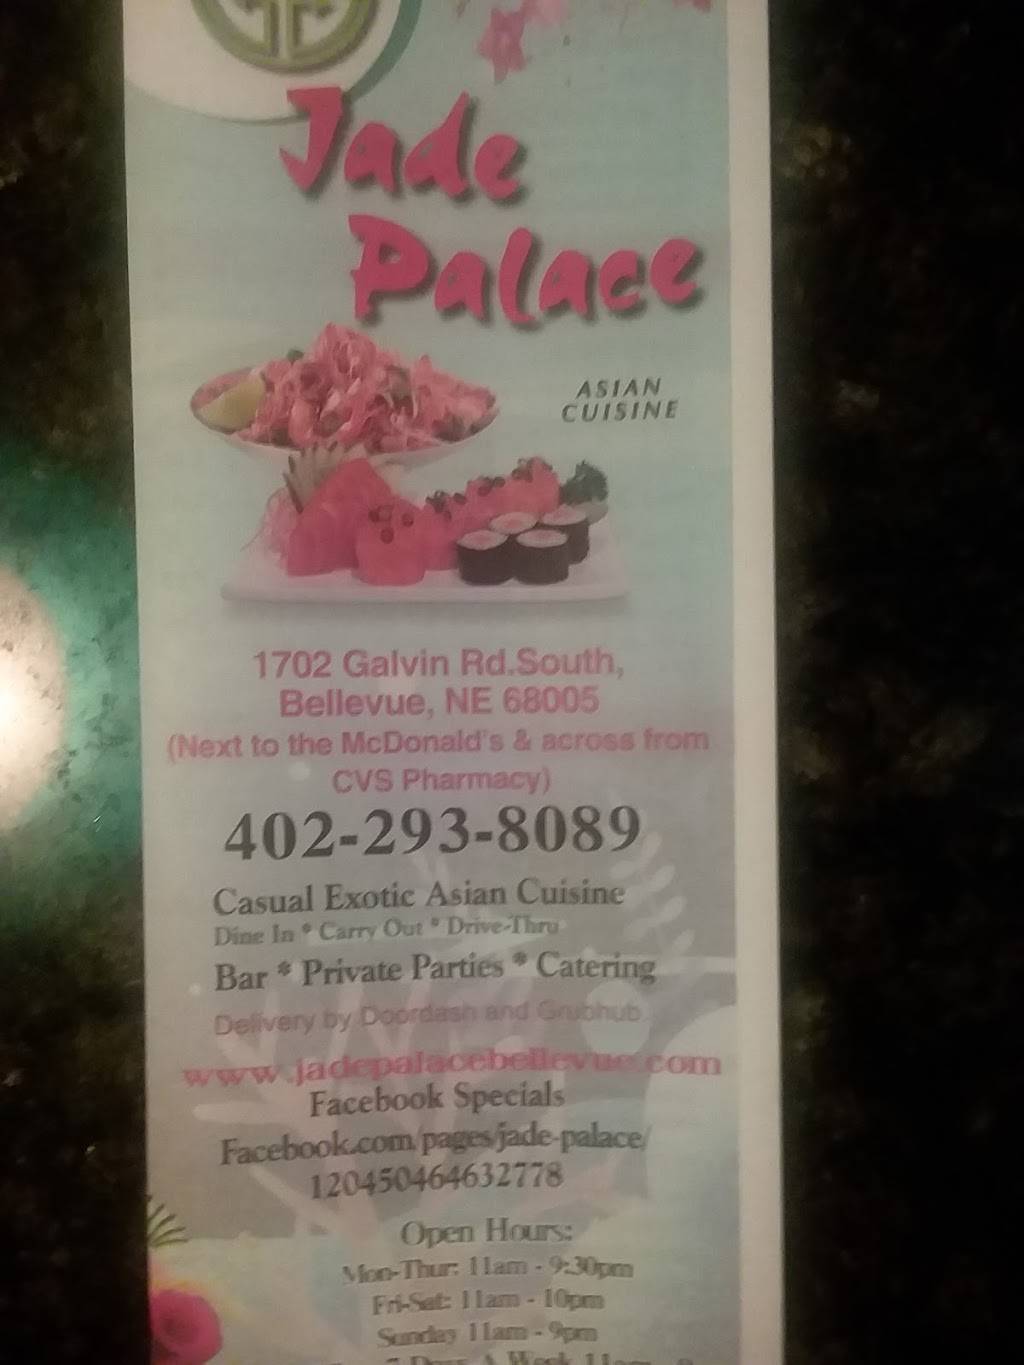 Jade
Palace
ASIAN
CUISINE
1702 Galvin Rd.South,
Bellevue, NE 68005
(Next to the McDonald's & across from
CVS Pharmacy)
402-293-8089
Casual Exotic Asian Cuisine
Dine In * Carry Out * Drive-Thru
Bar * Private Parties * Catering
Delivery by Doordash and Grubhub
www.jadepalacebellevue.com
Facebook Specials
Facebook.com/pages/jade-palace/
120450464632778
Open Hours:
Mon-Thur: 11am - 9:30pm
Fri-Sat: 11am - 10pm
Sunday 11am - 9pm
7 Days A Week